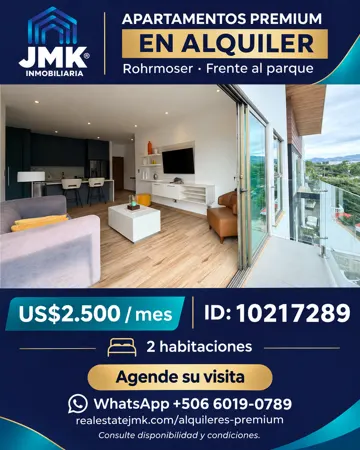 JMK®
INMOBILIARIA
APARTAMENTOS PREMIUM
EN ALQUILER
Rohrmoser · Frente al parque
US$2.500 / mes
ID: 10217289
2 habitaciones
Agende su visita
WhatsApp +506 6019-0789
realestatejmk.com/alquileres-premium
Consulte disponibilidad y condiciones.